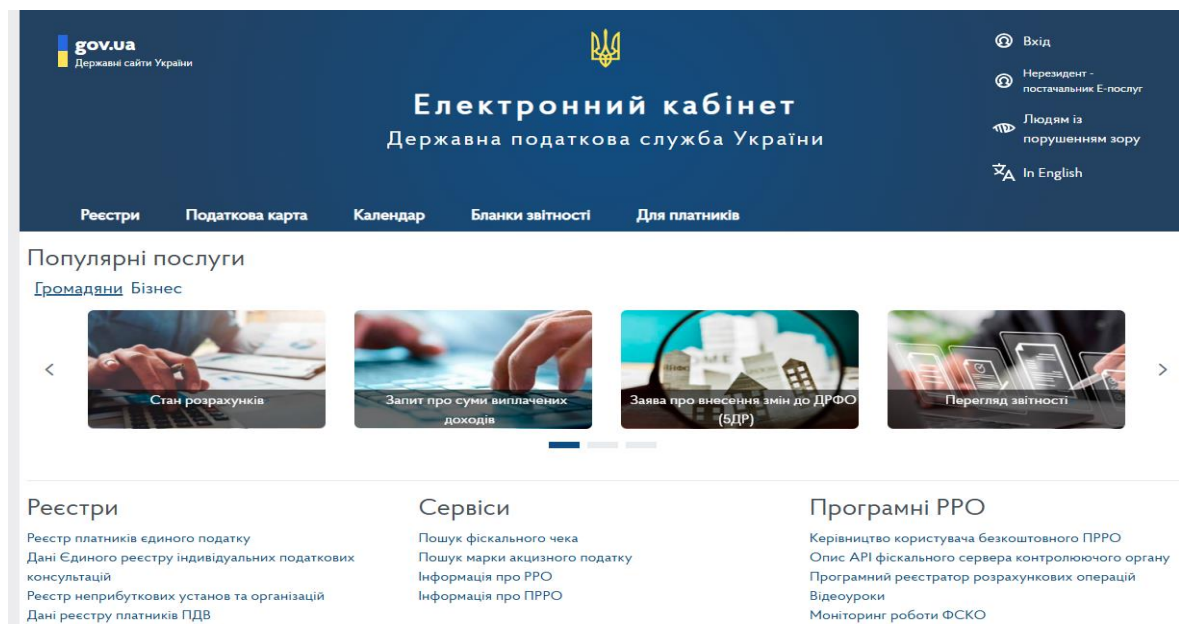 gov.ua
Державні сайти України
Електронний кабінет
Державна податкова служба України
Вхід
Нерезидент -
постачальник Е-послуг
Людям із
порушенням зору
In English
Реєстри Податкова карта Календар Бланки звітності Для платників
Популярні послуги
Громадяни Бізнес
Стан розрахунків
Запит про суми виплачених
доходів
Заява про внесення змін до ДРФО
(5ДР)
Перегляд звітності
Реєстри
Реєстр платників єдиного податку
Дані Єдиного реєстру індивідуальних податкових
консультацій
Реєстр неприбуткових установ та організацій
Дані реєстру платників ПДВ
Сервіси
Пошук фіскального чека
Пошук марки акцизного податку
Інформація про РРО
Інформація про ПРРО
Програмні РРО
Керівництво користувача безкоштовного ПРРО
Опис АРІ фіскального сервера контролюючого органу
Програмний реєстратор розрахункових операцій
Відеоуроки
Моніторинг роботи ФСКО